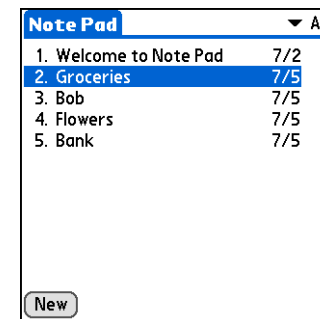 Note Pad A
1. Welcome to Note Pad 7/2
2. Groceries 7/5
3. Bob 7/5
4. Flowers 7/5
5. Bank 7/5
New